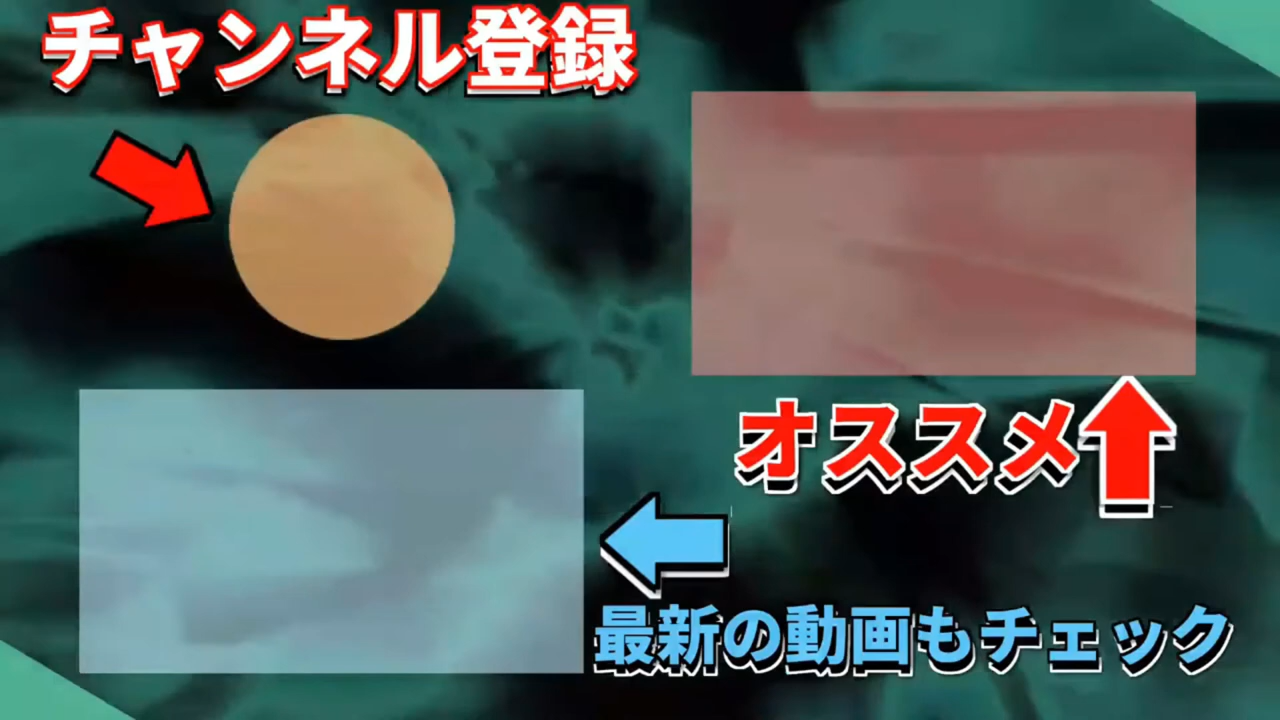 チャンネル登録
オススメ
最新の動画もチェック